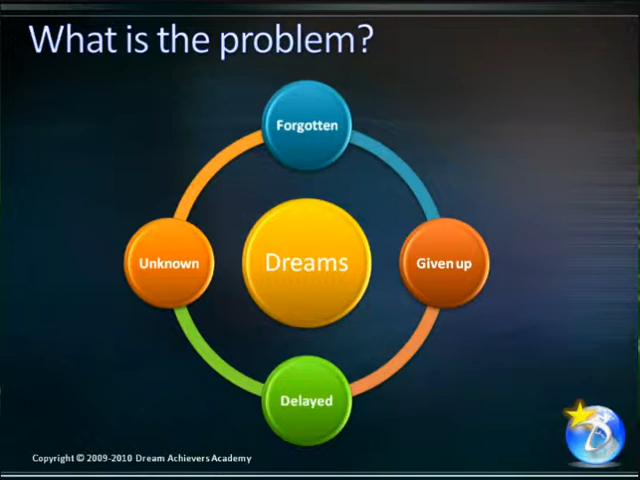 What is the problem?
Forgotten
Unknown
Dreams
Given up
Delayed
Copyright © 2009-2010 Dream Achievers Academy